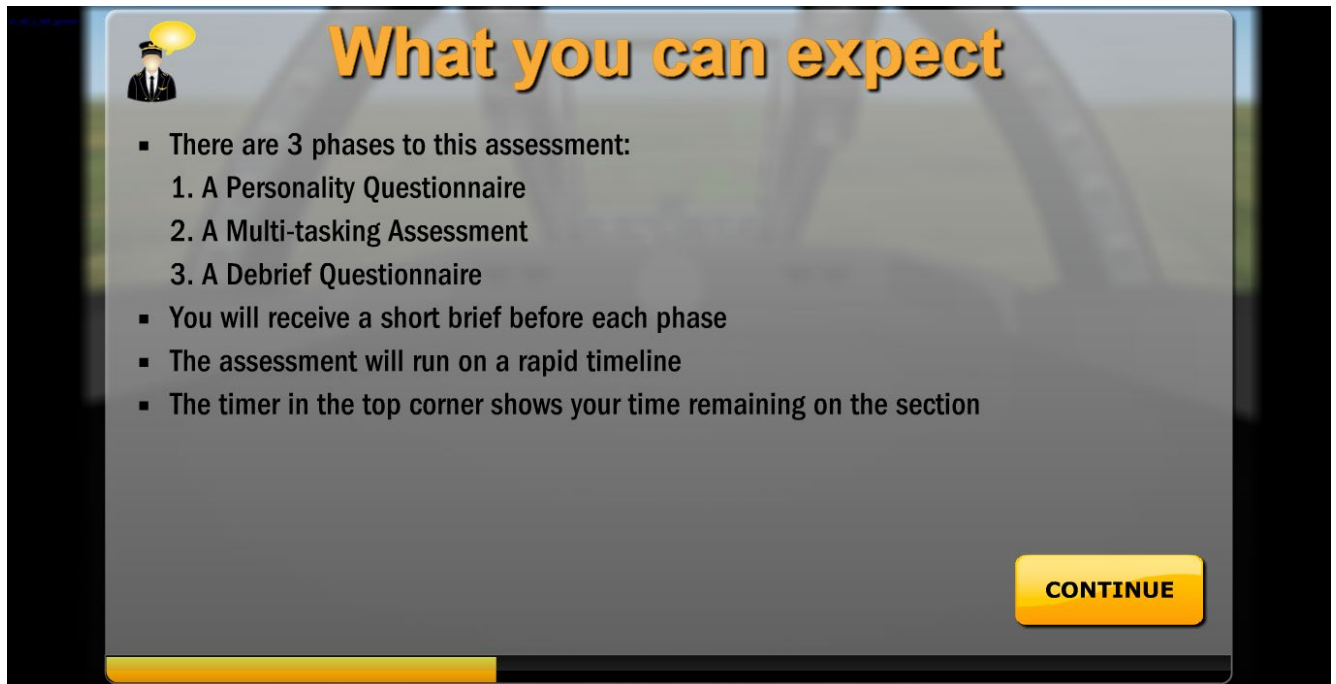 What you can expect
▪ There are 3 phases to this assessment:
1. A Personality Questionnaire
2. A Multi-tasking Assessment
3. A Debrief Questionnaire
▪ You will receive a short brief before each phase
▪ The assessment will run on a rapid timeline
▪ The timer in the top corner shows your time remaining on the section
CONTINUE